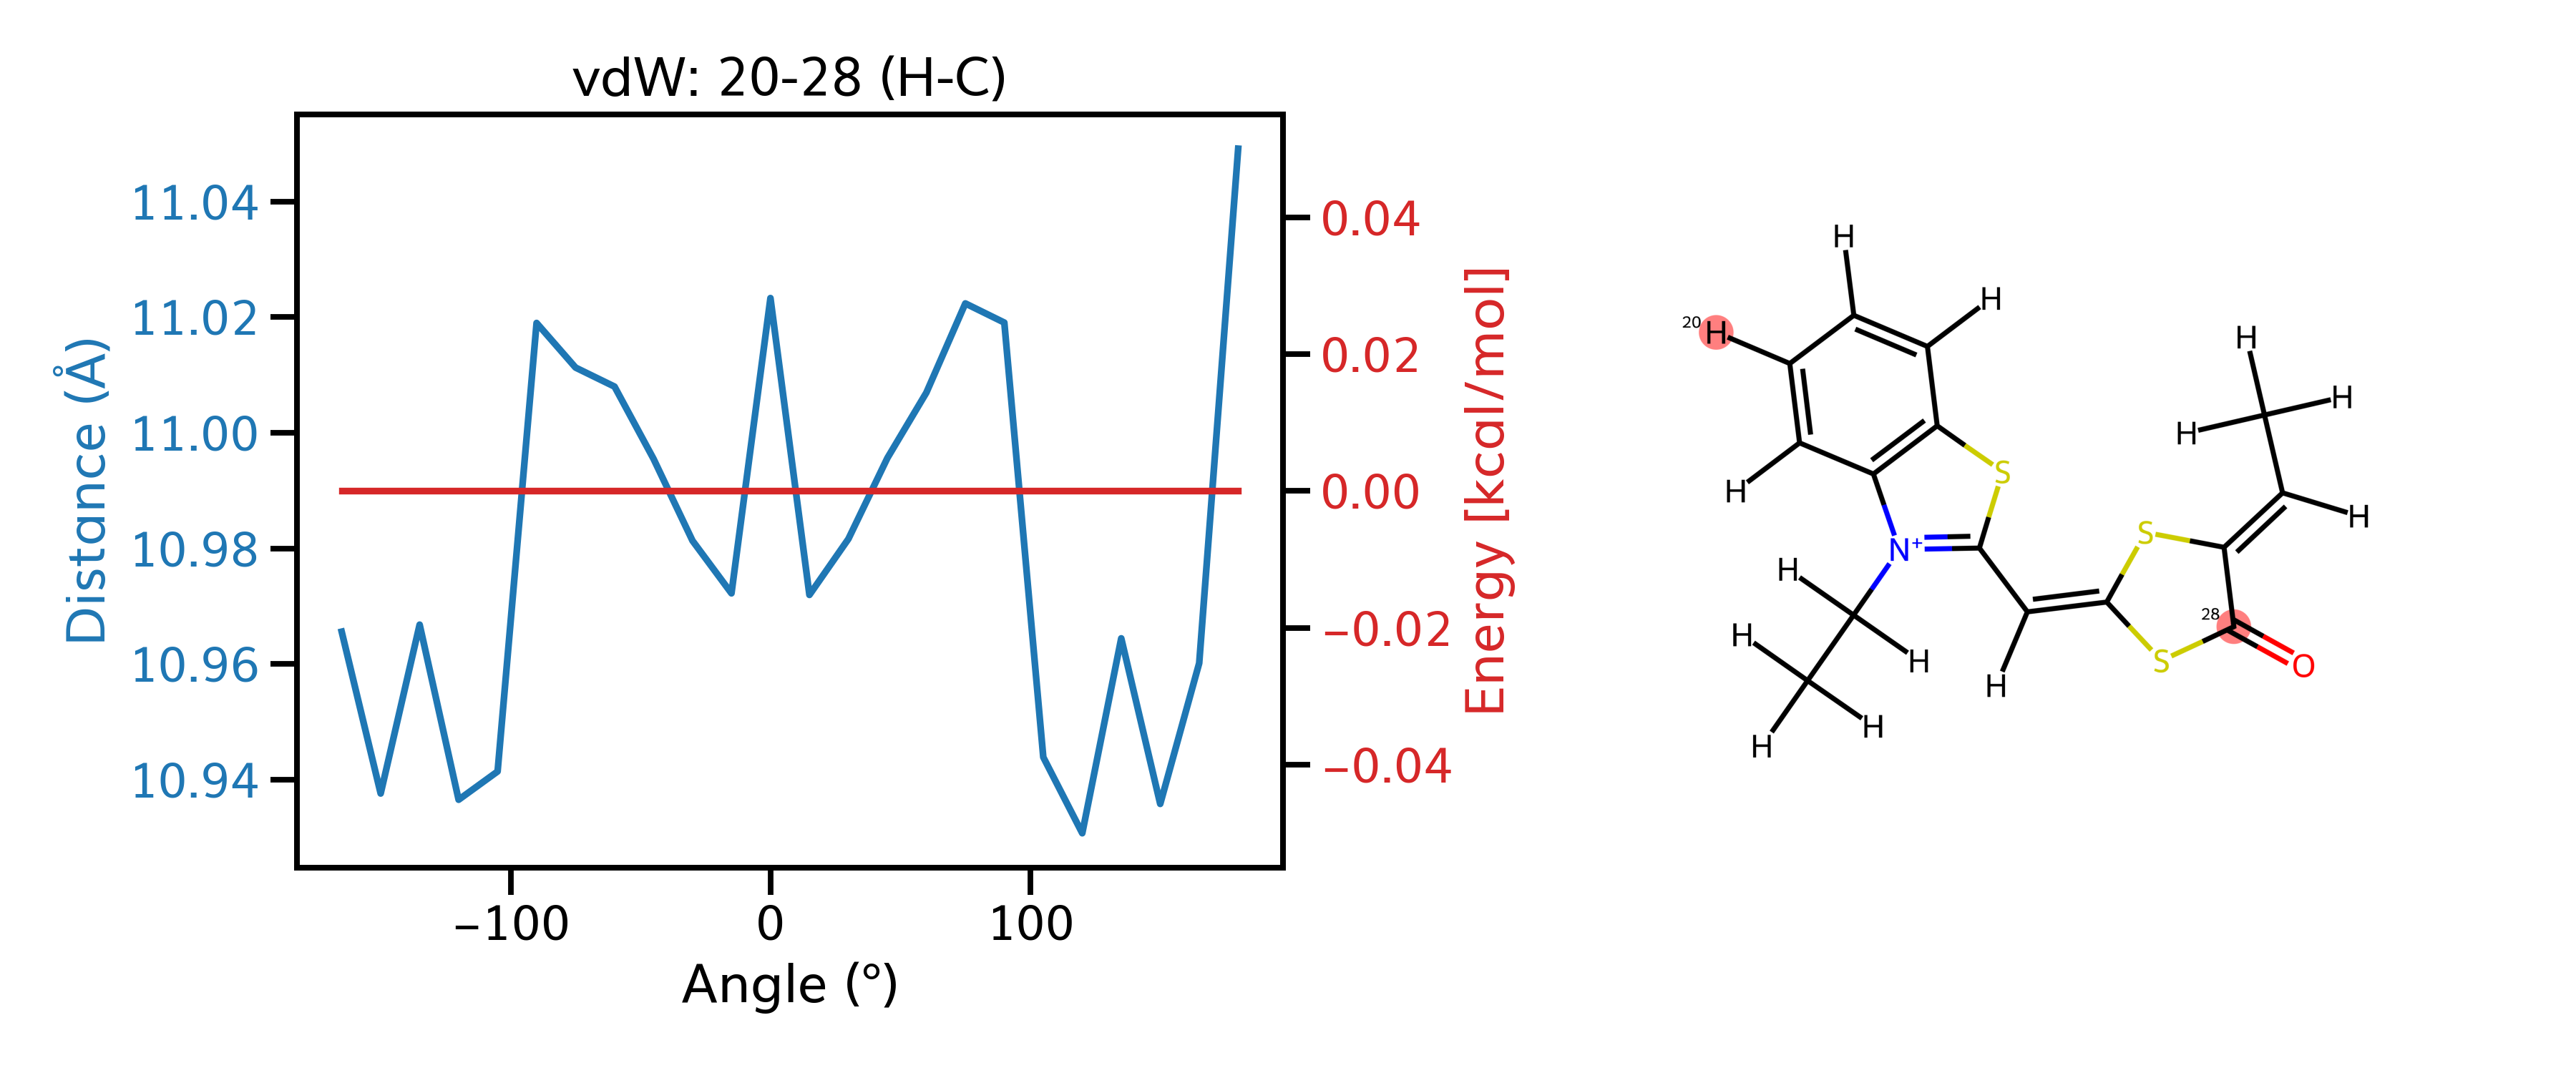 vdW: 20-28 (H-C)
Distance (Å)
11.04
11.02
11.00
10.98
10.96
10.94
0.04
0.02
0.00
−0.02
−0.04
Energy [kcal/mol]
−100
0
100
Angle (°)
H
H
20
H
H
H
H
S
H
H
S
N⁺
H
H
H
28
S
O
H
H
H